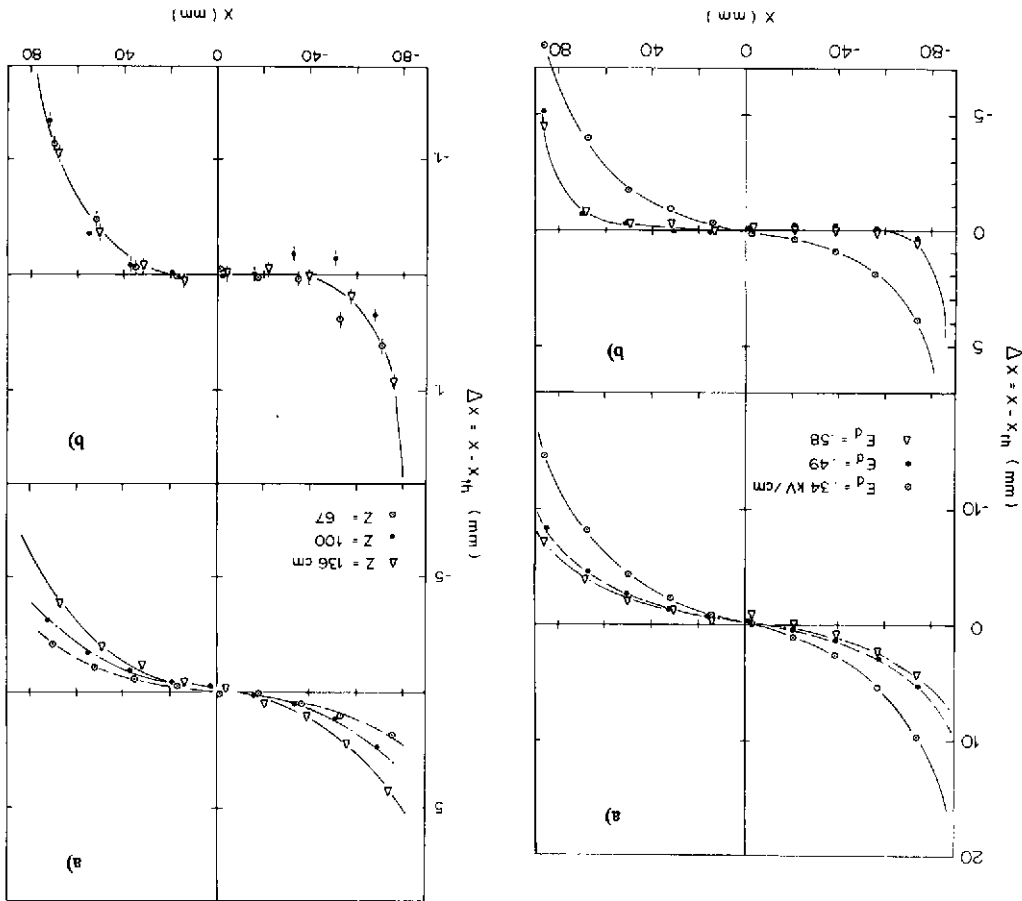 20
a)
10
0
E_d = .34 kV/cm
E_d = .49
E_d = .58
-10
Δ X = X - X_th (mm)
b)
5
0
-5
-80 -40 0 40 80
X ( mm )
a)
5
-5
Z = 67
Z = 100
Z = 136 cm
Δ X = X - X_th ( mm )
b)
1.
-1.
-80 -40 0 40 80
X ( mm )